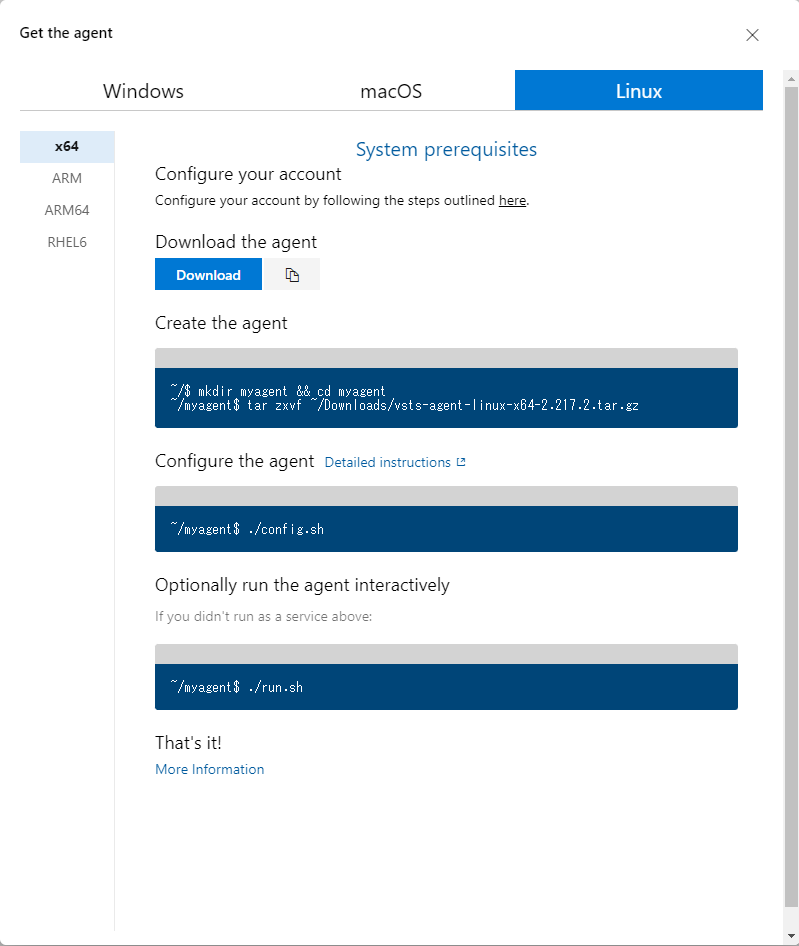 Get the agent
Windows
macOS
Linux
x64
ARM
ARM64
RHEL6
System prerequisites
Configure your account
Configure your account by following the steps outlined here.
Download the agent
Download
Create the agent
~/$ mkdir myagent && cd myagent
~/myagent$ tar zxvf ~/Downloads/vsts-agent-linux-x64-2.217.2.tar.gz
Configure the agent Detailed instructions
~/myagent$ ./config.sh
Optionally run the agent interactively
If you didn't run as a service above:
~/myagent$ ./run.sh
That's it!
More Information